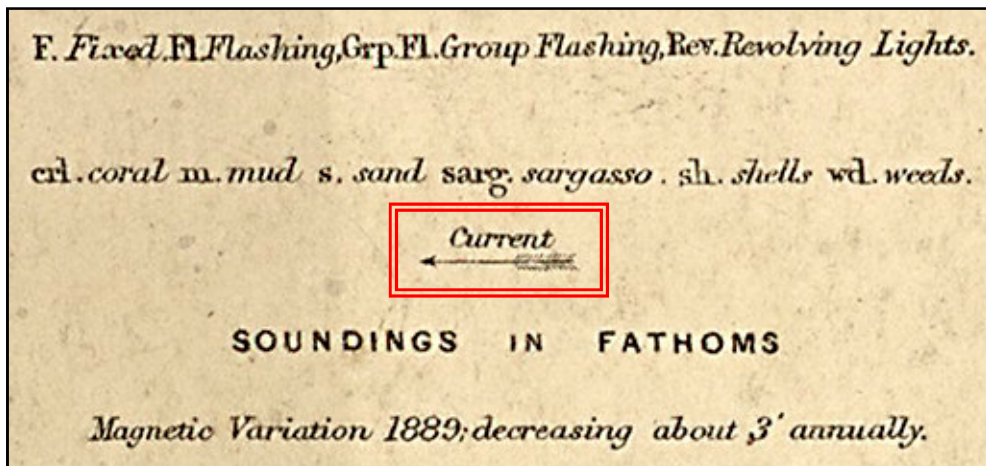 F. Fixed. Fl. Flashing, Grp. Fl. Group Flashing, Rev. Revolving Lights.
crl. coral m. mud s. sand sarg. sargasso. sh. shells wd. weeds.
Current
SOUNDINGS IN FATHOMS
Magnetic Variation 1889; decreasing about 3' annually.